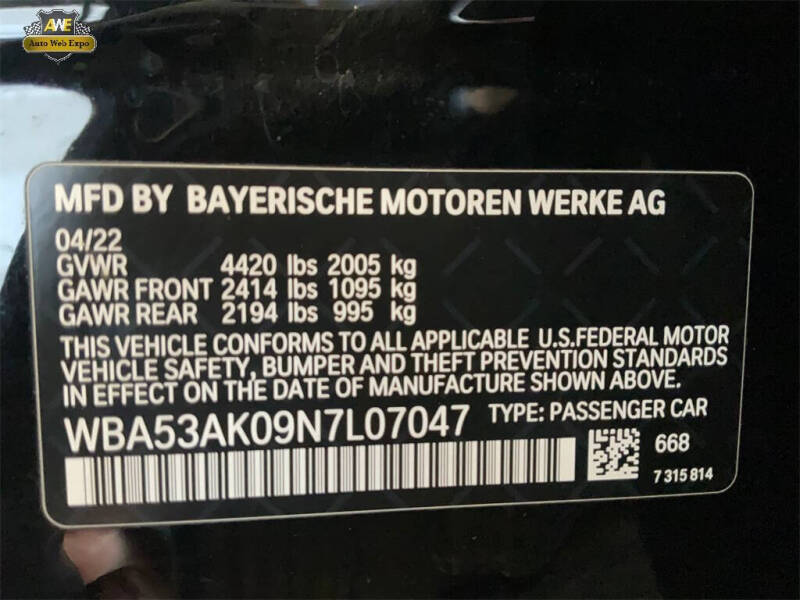 AWE
Auto Web Expo
MFD BY BAYERISCHE MOTOREN WERKE AG
04/22
GVWR 4420 lbs 2005 kg
GAWR FRONT 2414 lbs 1095 kg
GAWR REAR 2194 lbs 995 kg
THIS VEHICLE CONFORMS TO ALL APPLICABLE U.S.FEDERAL MOTOR
VEHICLE SAFETY, BUMPER AND THEFT PREVENTION STANDARDS
IN EFFECT ON THE DATE OF MANUFACTURE SHOWN ABOVE.
WBA53AK09N7L07047 TYPE: PASSENGER CAR
668
7 315 814